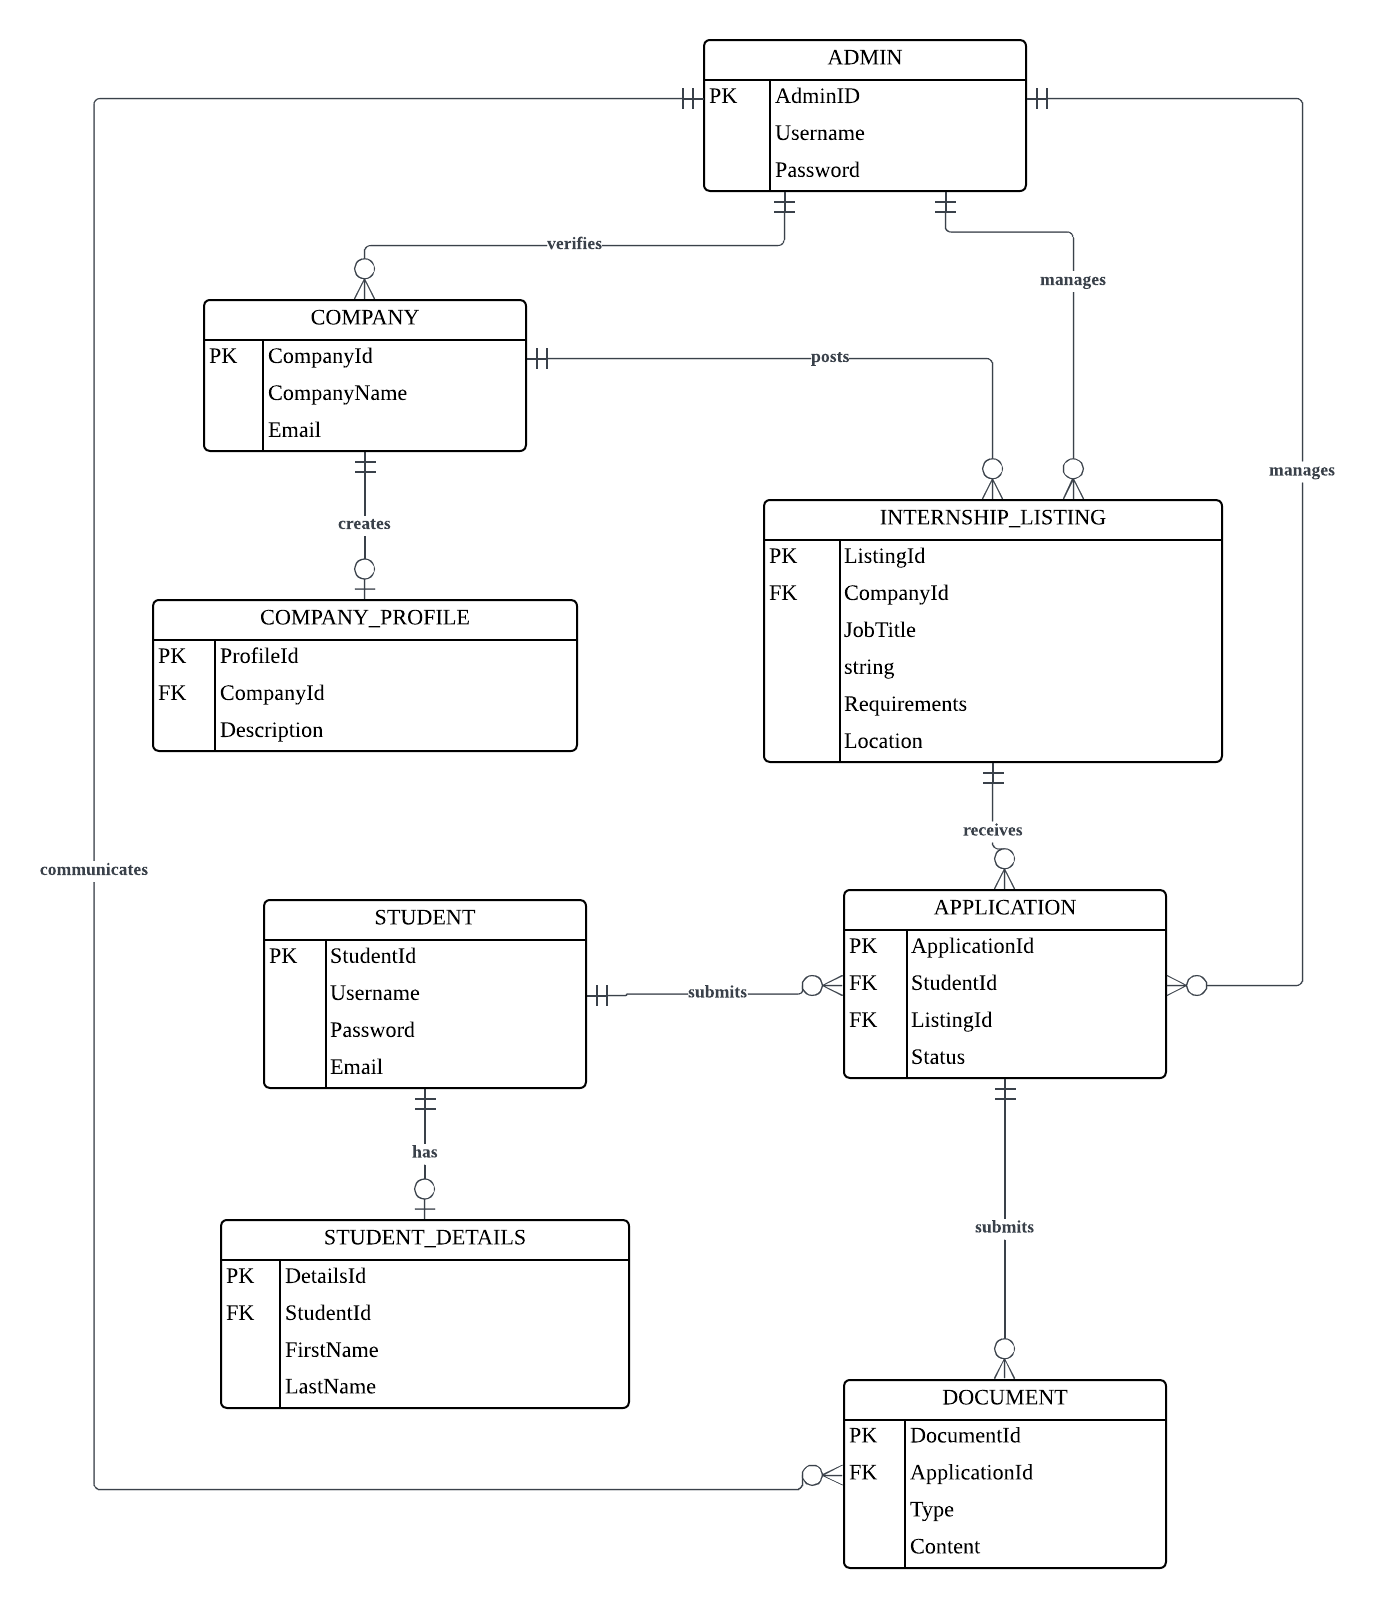 ADMIN
PK AdminID
Username
Password
verifies
manages
COMPANY
PK CompanyId
CompanyName
Email
posts
manages
creates
INTERNSHIP_LISTING
PK ListingId
FK CompanyId
JobTitle
string
Requirements
Location
COMPANY_PROFILE
PK ProfileId
FK CompanyId
Description
receives
communicates
STUDENT
PK StudentId
Username
Password
Email
submits
APPLICATION
PK ApplicationId
FK StudentId
FK ListingId
Status
has
submits
STUDENT_DETAILS
PK DetailsId
FK StudentId
FirstName
LastName
DOCUMENT
PK DocumentId
FK ApplicationId
Type
Content